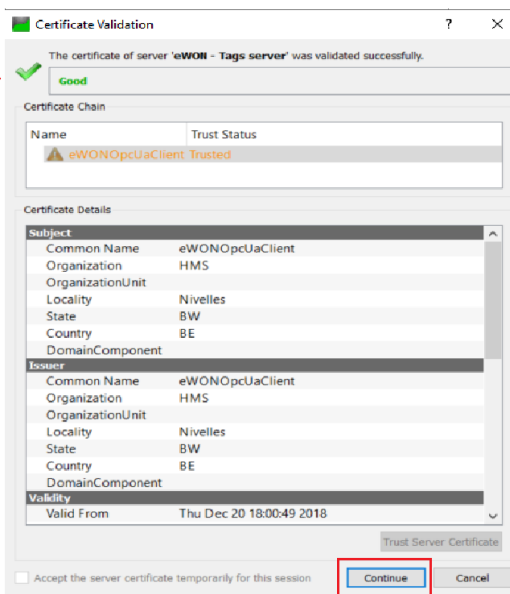 Certificate Validation ? ×
The certificate of server 'eWON - Tags server' was validated successfully.
Good
Certificate Chain
Name Trust Status
eWONOpcUaClient Trusted
Certificate Details
Subject
Common Name eWONOpcUaClient
Organization HMS
OrganizationUnit
Locality Nivelles
State BW
Country BE
DomainComponent
Issuer
Common Name eWONOpcUaClient
Organization HMS
OrganizationUnit
Locality Nivelles
State BW
Country BE
DomainComponent
Validity
Valid From Thu Dec 20 18:00:49 2018
Trust Server Certificate
Accept the server certificate temporarily for this session Continue Cancel